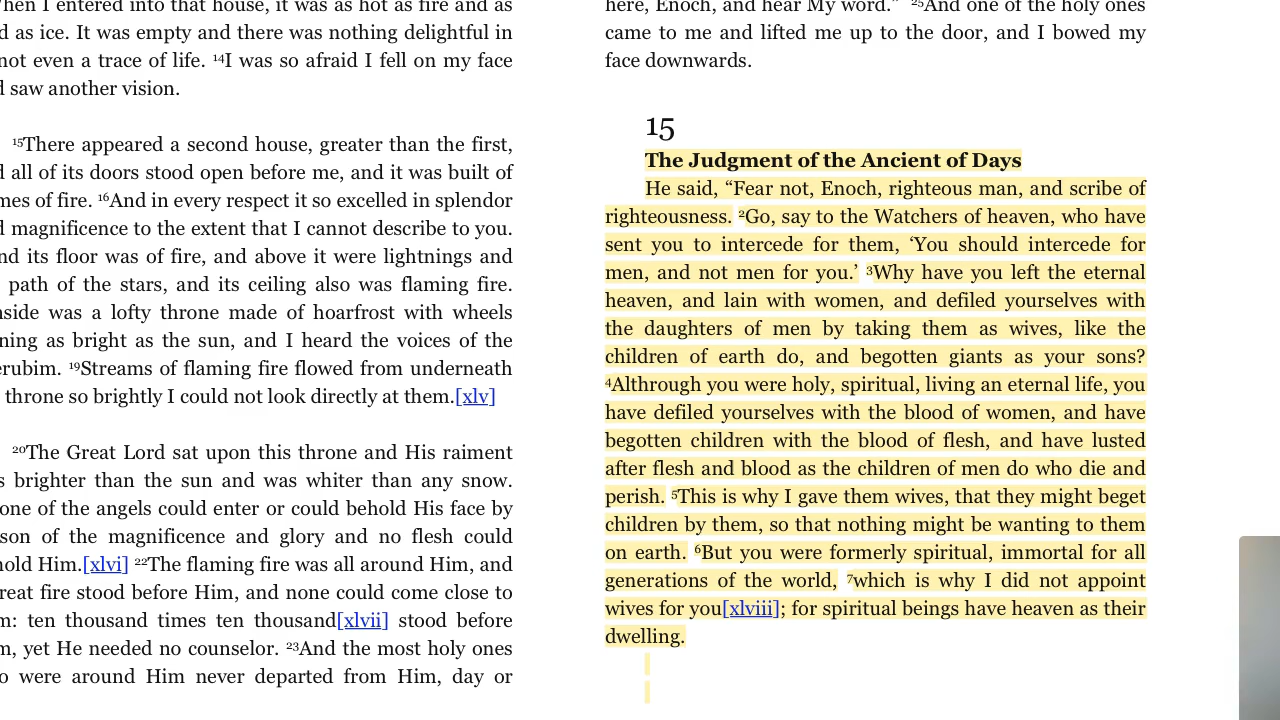 hen I entered into that house, it was as hot as fire and as
d as ice. It was empty and there was nothing delightful in
not even a trace of life. ¹⁴I was so afraid I fell on my face
d saw another vision.
¹⁵There appeared a second house, greater than the first,
d all of its doors stood open before me, and it was built of
mes of fire. ¹⁶And in every respect it so excelled in splendor
d magnificence to the extent that I cannot describe to you.
nd its floor was of fire, and above it were lightnings and
path of the stars, and its ceiling also was flaming fire.
nside was a lofty throne made of hoarfrost with wheels
ning as bright as the sun, and I heard the voices of the
erubim. ¹⁹Streams of flaming fire flowed from underneath
throne so brightly I could not look directly at them.[xlv]
²⁰The Great Lord sat upon this throne and His raiment
s brighter than the sun and was whiter than any snow.
one of the angels could enter or could behold His face by
son of the magnificence and glory and no flesh could
hold Him.[xlvi] ²²The flaming fire was all around Him, and
reat fire stood before Him, and none could come close to
m: ten thousand times ten thousand[xlvii] stood before
m, yet He needed no counselor. ²³And the most holy ones
o were around Him never departed from Him, day or
here, Enoch, and hear My word.” ²⁵And one of the holy ones
came to me and lifted me up to the door, and I bowed my
face downwards.
15
The Judgment of the Ancient of Days
He said, “Fear not, Enoch, righteous man, and scribe of
righteousness. ²Go, say to the Watchers of heaven, who have
sent you to intercede for them, ‘You should intercede for
men, and not men for you.’ ³Why have you left the eternal
heaven, and lain with women, and defiled yourselves with
the daughters of men by taking them as wives, like the
children of earth do, and begotten giants as your sons?
⁴Althrough you were holy, spiritual, living an eternal life, you
have defiled yourselves with the blood of women, and have
begotten children with the blood of flesh, and have lusted
after flesh and blood as the children of men do who die and
perish. ⁵This is why I gave them wives, that they might beget
children by them, so that nothing might be wanting to them
on earth. ⁶But you were formerly spiritual, immortal for all
generations of the world, ⁷which is why I did not appoint
wives for you[xlviii]; for spiritual beings have heaven as their
dwelling.